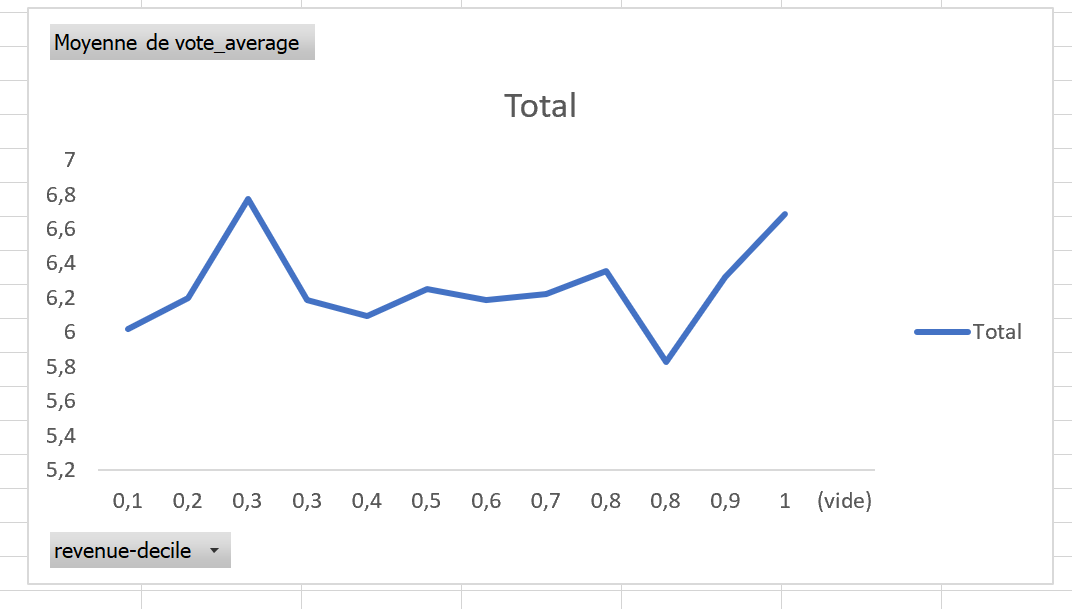 Moyenne de vote_average
Total
7
6,8
6,6
6,4
6,2
6
5,8
5,6
5,4
5,2
Total
0,1 0,2 0,3 0,3 0,4 0,5 0,6 0,7 0,8 0,8 0,9 1 (vide)
revenue-decile